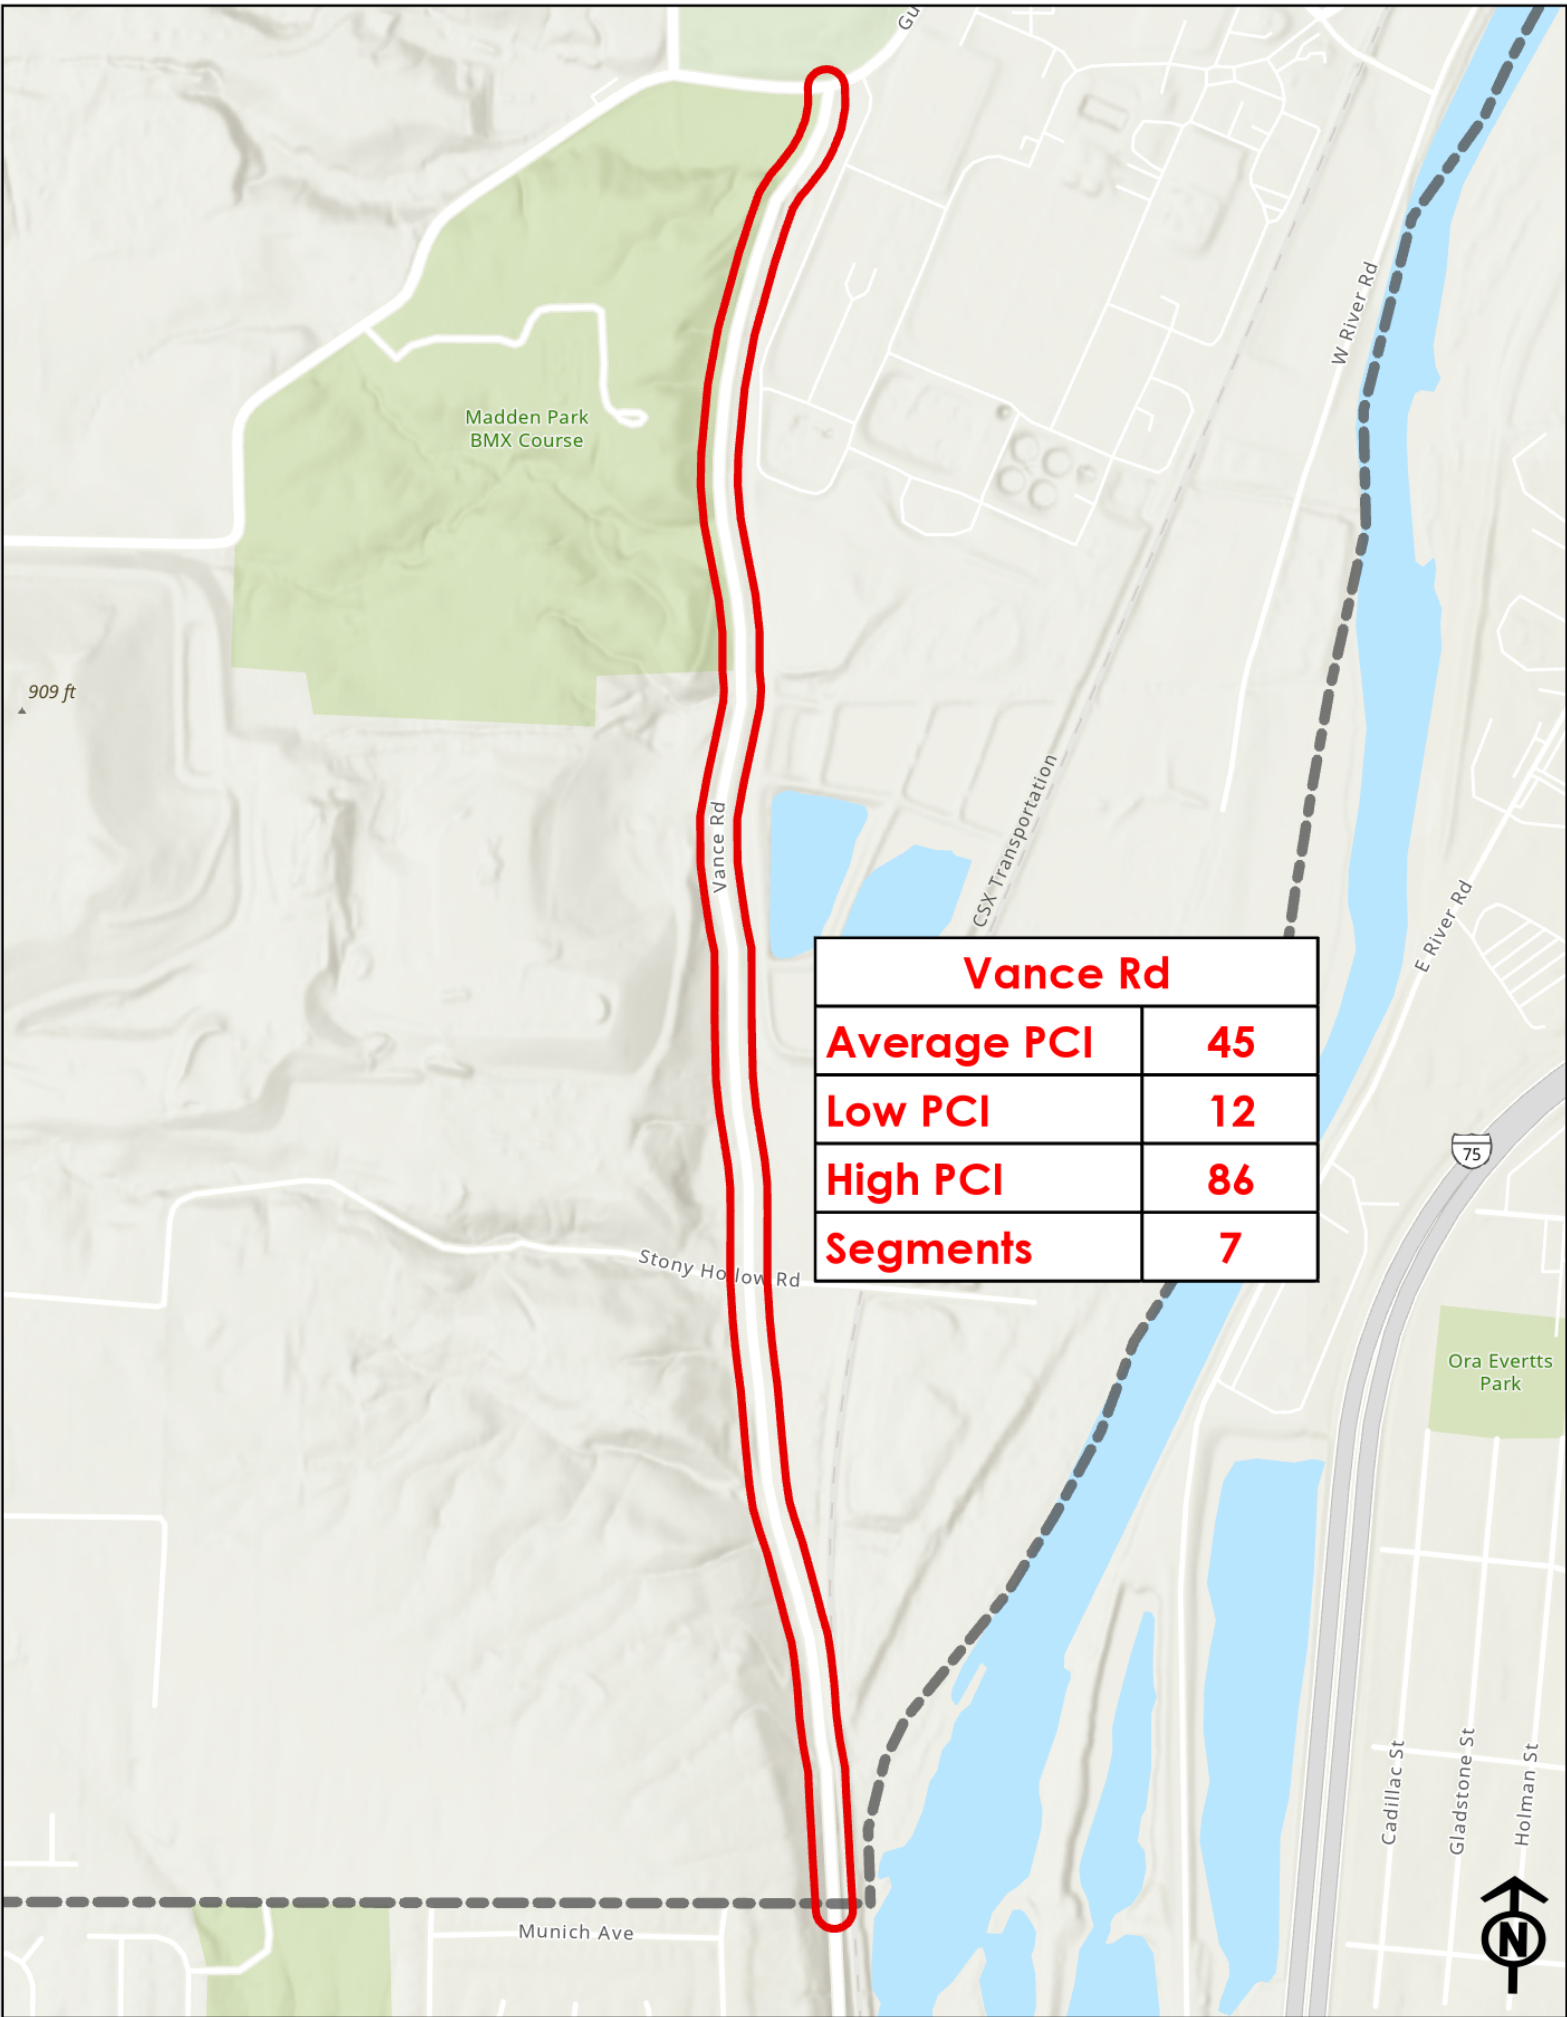 Gu
W River Rd
Madden Park
BMX Course
909 ft
Vance Rd
CSX Transportation
E River Rd
Vance Rd
Average PCI 45
Low PCI 12
High PCI 86
Segments 7
75
Stony Hollow Rd
Ora Evertts
Park
Cadillac St
Gladstone St
Holman St
Munich Ave
N